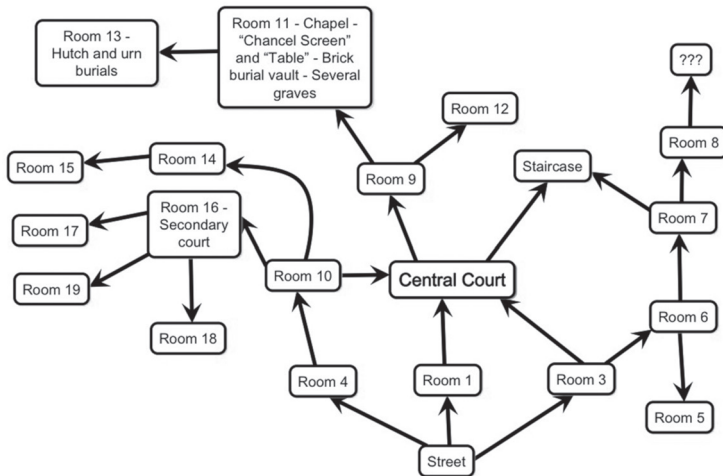 Room 13 -
Hutch and urn
burials
Room 11 - Chapel -
“Chancel Screen”
and “Table” - Brick
burial vault - Several
graves
???
Room 12
Room 8
Room 15
Room 14
Room 9
Staircase
Room 16 -
Secondary
court
Room 17
Room 7
Room 19
Room 10
Central Court
Room 6
Room 18
Room 4
Room 1
Room 3
Room 5
Street